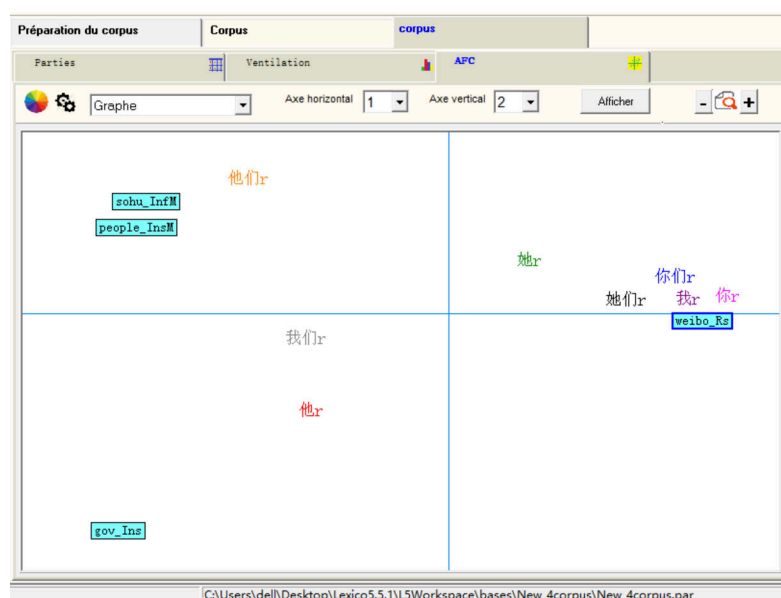 Préparation du corpus Corpus corpus
Parties Ventilation AFC
Graphe Axe horizontal 1 Axe vertical 2 Afficher - +
他们r
sohu_InfM
people_InsM
她r
你们r
她们r 我r 你r
weibo_Rs
我们r
他r
gov_Ins
C:\Users\dell\Desktop\Lexico5.5.1\L5Workspace\bases\New_4corpus\New_4corpus.par